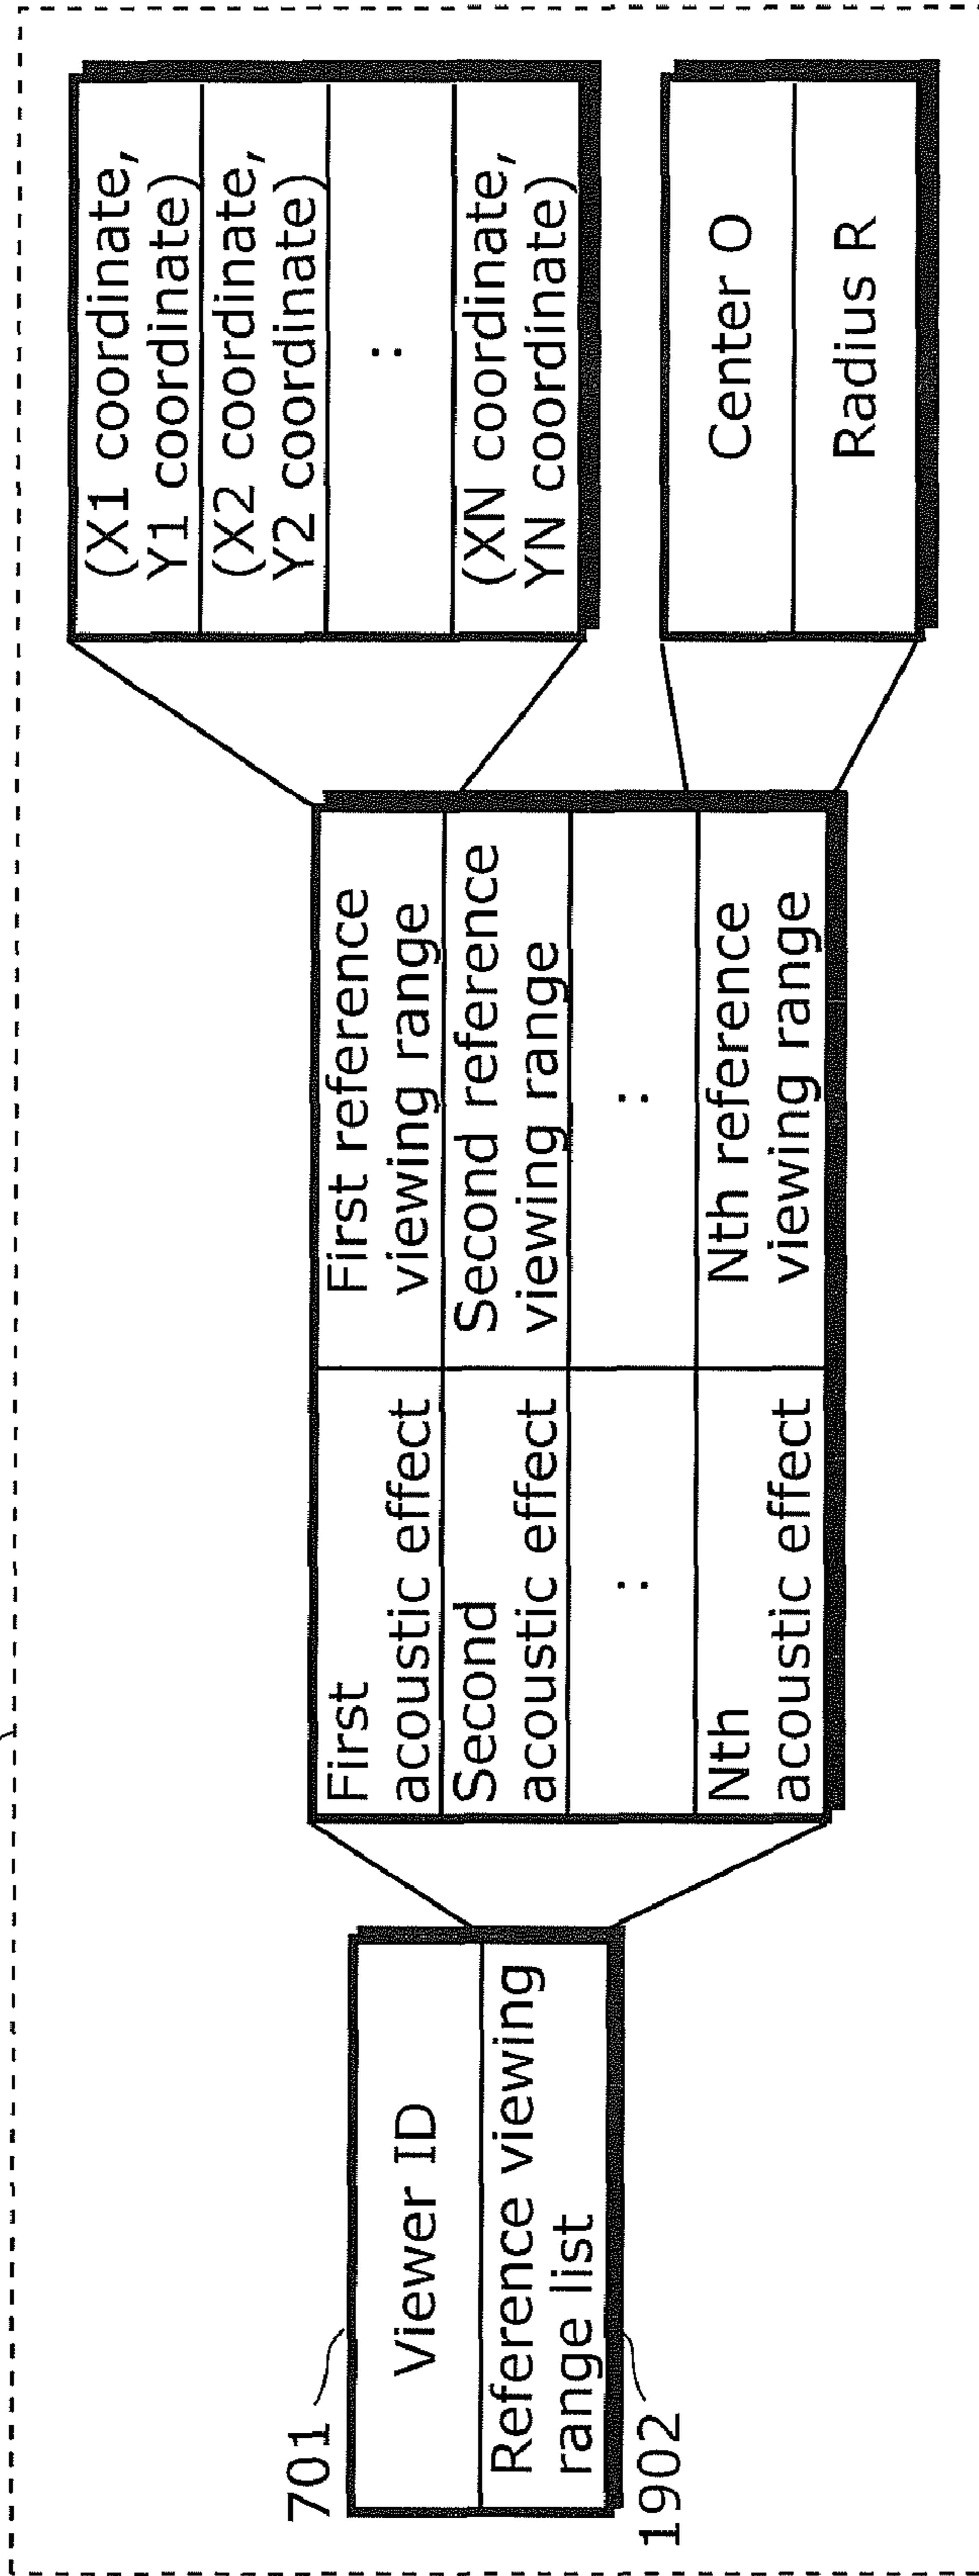 701
Viewer ID
Reference viewing
range list
1902
First
acoustic effect
First reference
viewing range
Second
acoustic effect
Second reference
viewing range
:
:
Nth
acoustic effect
Nth reference
viewing range
(X1 coordinate,
Y1 coordinate)
(X2 coordinate,
Y2 coordinate)
:
(XN coordinate,
YN coordinate)
Center O
Radius R